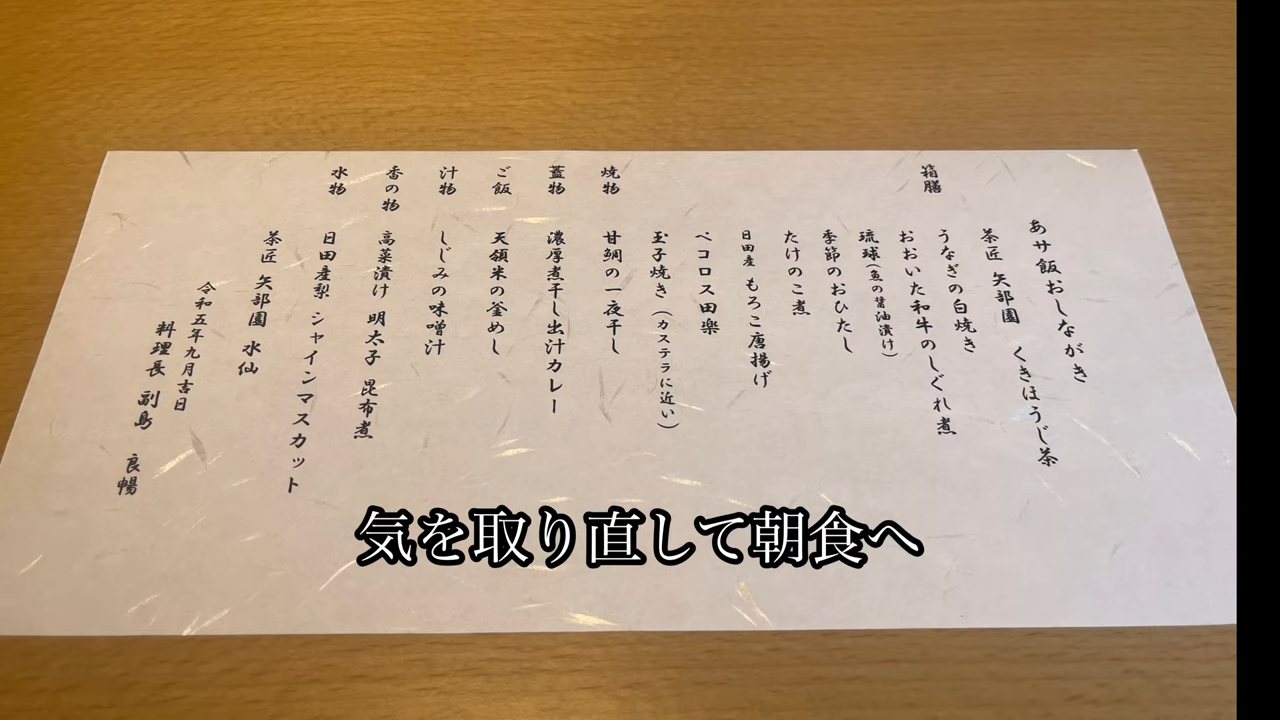 あサ飯おしながき
茶匠 矢部園 くきほうじ茶
箱膳 うなぎの白焼き
おおいた和牛のしぐれ煮
琉球(魚の醤油漬け)
季節のおひたし
たけのこ煮
日田産 もろこ唐揚げ
ペコロス田楽
玉子焼き(カステラに近い)
焼物 甘鯛の一夜干し
蓋物 濃厚煮干し出汁カレー
ご飯 天領米の釜めし
汁物 しじみの味噌汁
香の物 高菜漬け 明太子 昆布煮
水物 日田産梨 シャインマスカット
茶匠 矢部園 水仙
令和五年九月吉日
料理長 副島 良暢
気を取り直して朝食へ